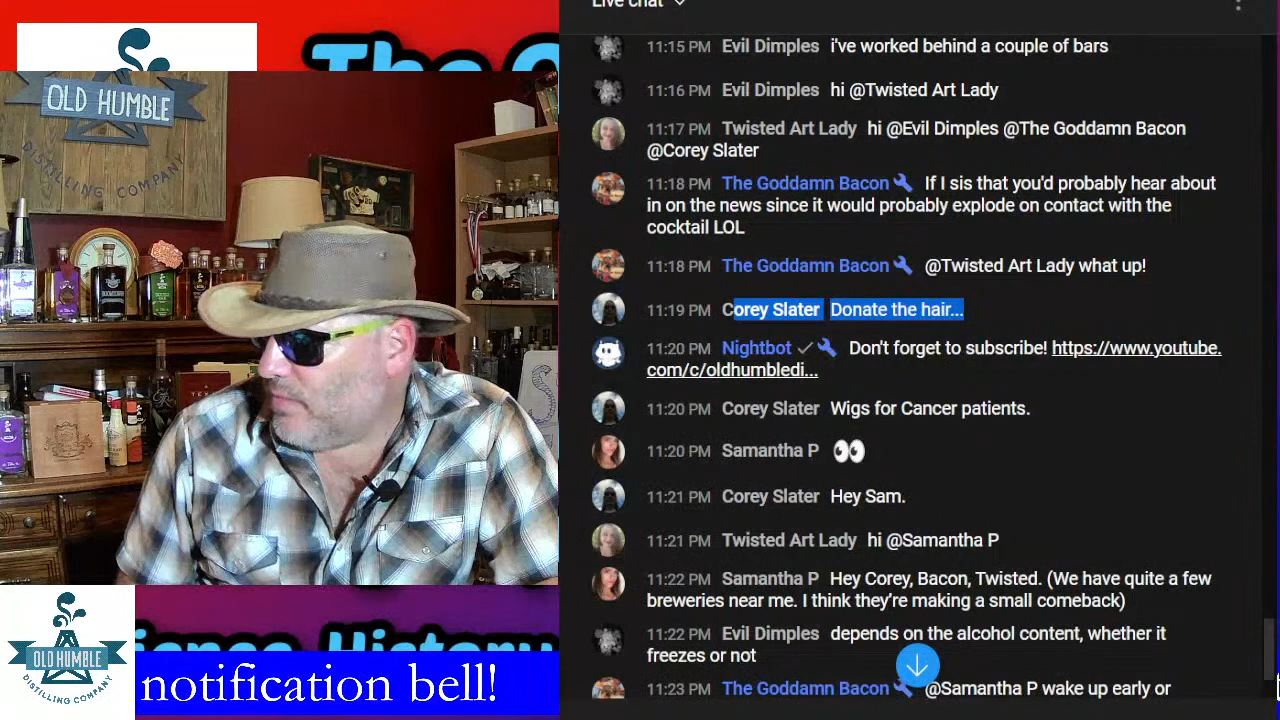 The
OLD HUMBLE
DISTILLING COMPANY
Live chat
11:15 PM Evil Dimples i've worked behind a couple of bars
11:16 PM Evil Dimples hi @Twisted Art Lady
11:17 PM Twisted Art Lady hi @Evil Dimples @The Goddamn Bacon
@Corey Slater
11:18 PM The Goddamn Bacon If I sis that you'd probably hear about
in on the news since it would probably explode on contact with the
cocktail LOL
11:18 PM The Goddamn Bacon @Twisted Art Lady what up!
11:19 PM Corey Slater Donate the hair...
11:20 PM Nightbot Don't forget to subscribe! https://www.youtube.
com/c/oldhumbledi...
11:20 PM Corey Slater Wigs for Cancer patients.
11:20 PM Samantha P 👀
11:21 PM Corey Slater Hey Sam.
11:21 PM Twisted Art Lady hi @Samantha P
11:22 PM Samantha P Hey Corey, Bacon, Twisted. (We have quite a few
breweries near me. I think they’re making a small comeback)
11:22 PM Evil Dimples depends on the alcohol content, whether it
freezes or not
11:23 PM The Goddamn Bacon @Samantha P wake up early or
OLD HUMBLE
DISTILLING COMPANY
ience, History
notification bell!